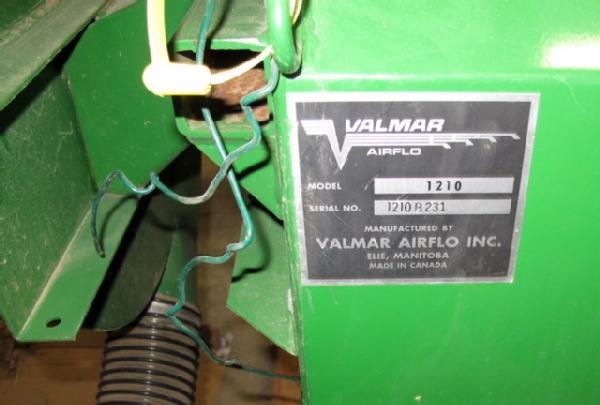 VALMAR
AIRFLO
MODEL 1210
SERIAL NO. 1210 B 231
MANUFACTURED BY
VALMAR AIRFLO INC.
ELIE, MANITOBA
MADE IN CANADA